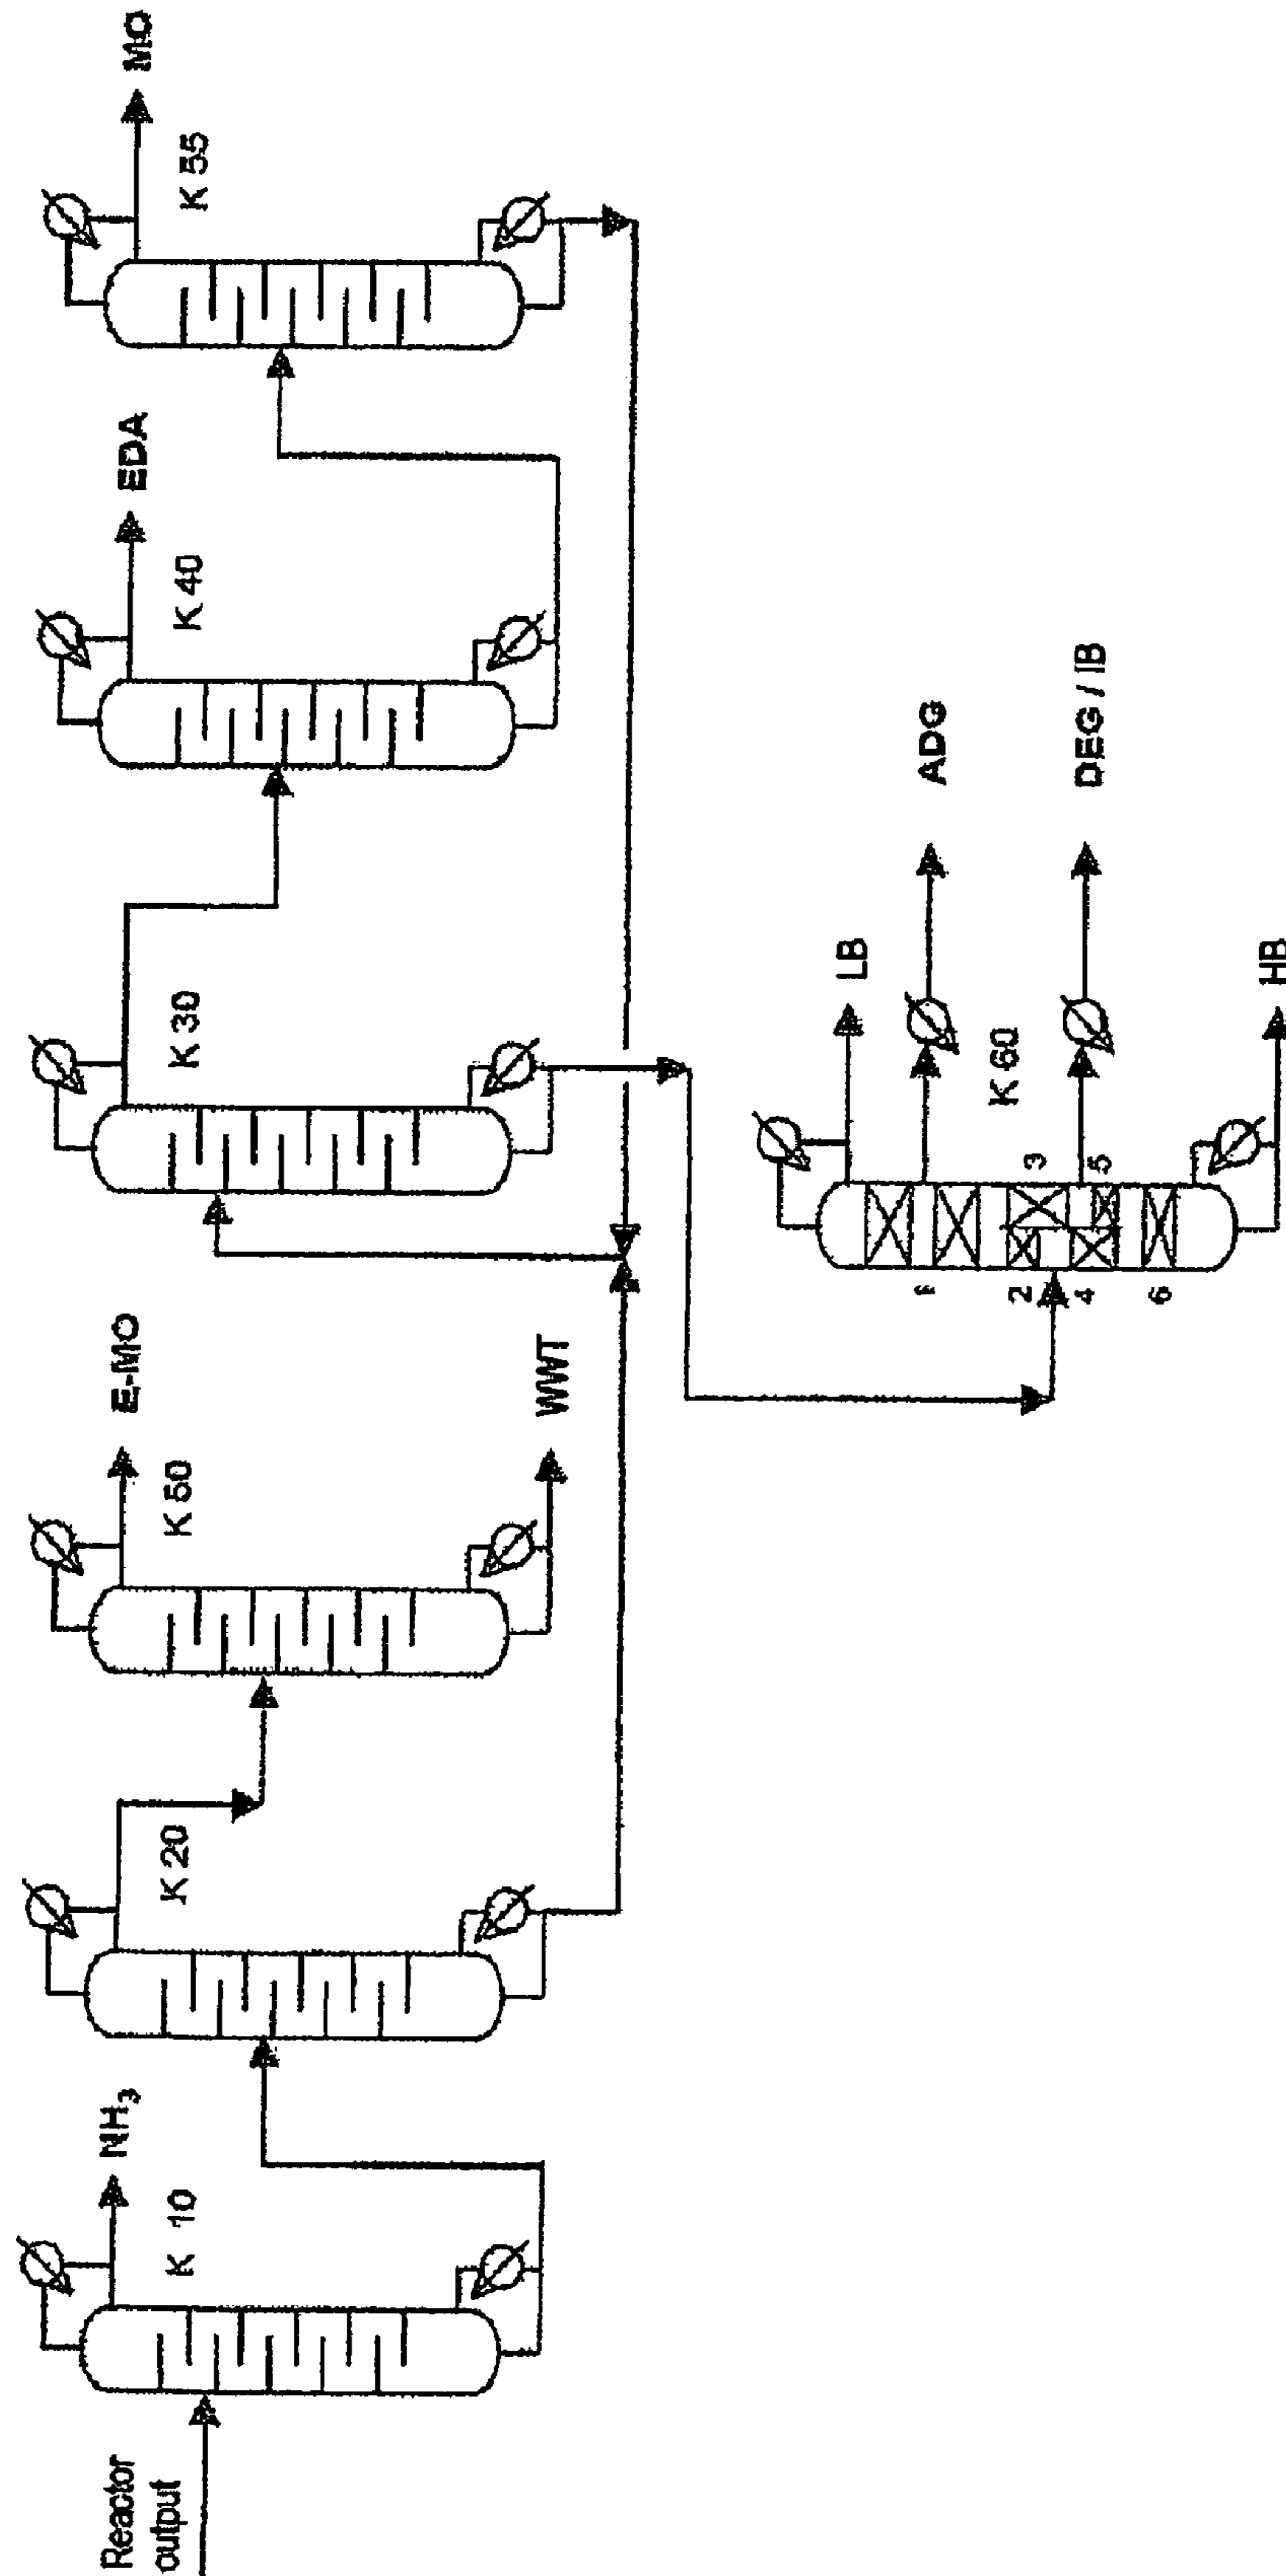 Reactor
output
NH₃
K 10
K 20
E-MO
K 50
WWT
K 30
EDA
K 40
MO
K 55
LB
ADG
K 60
DEG / IB
HB
1
2
3
4
5
6